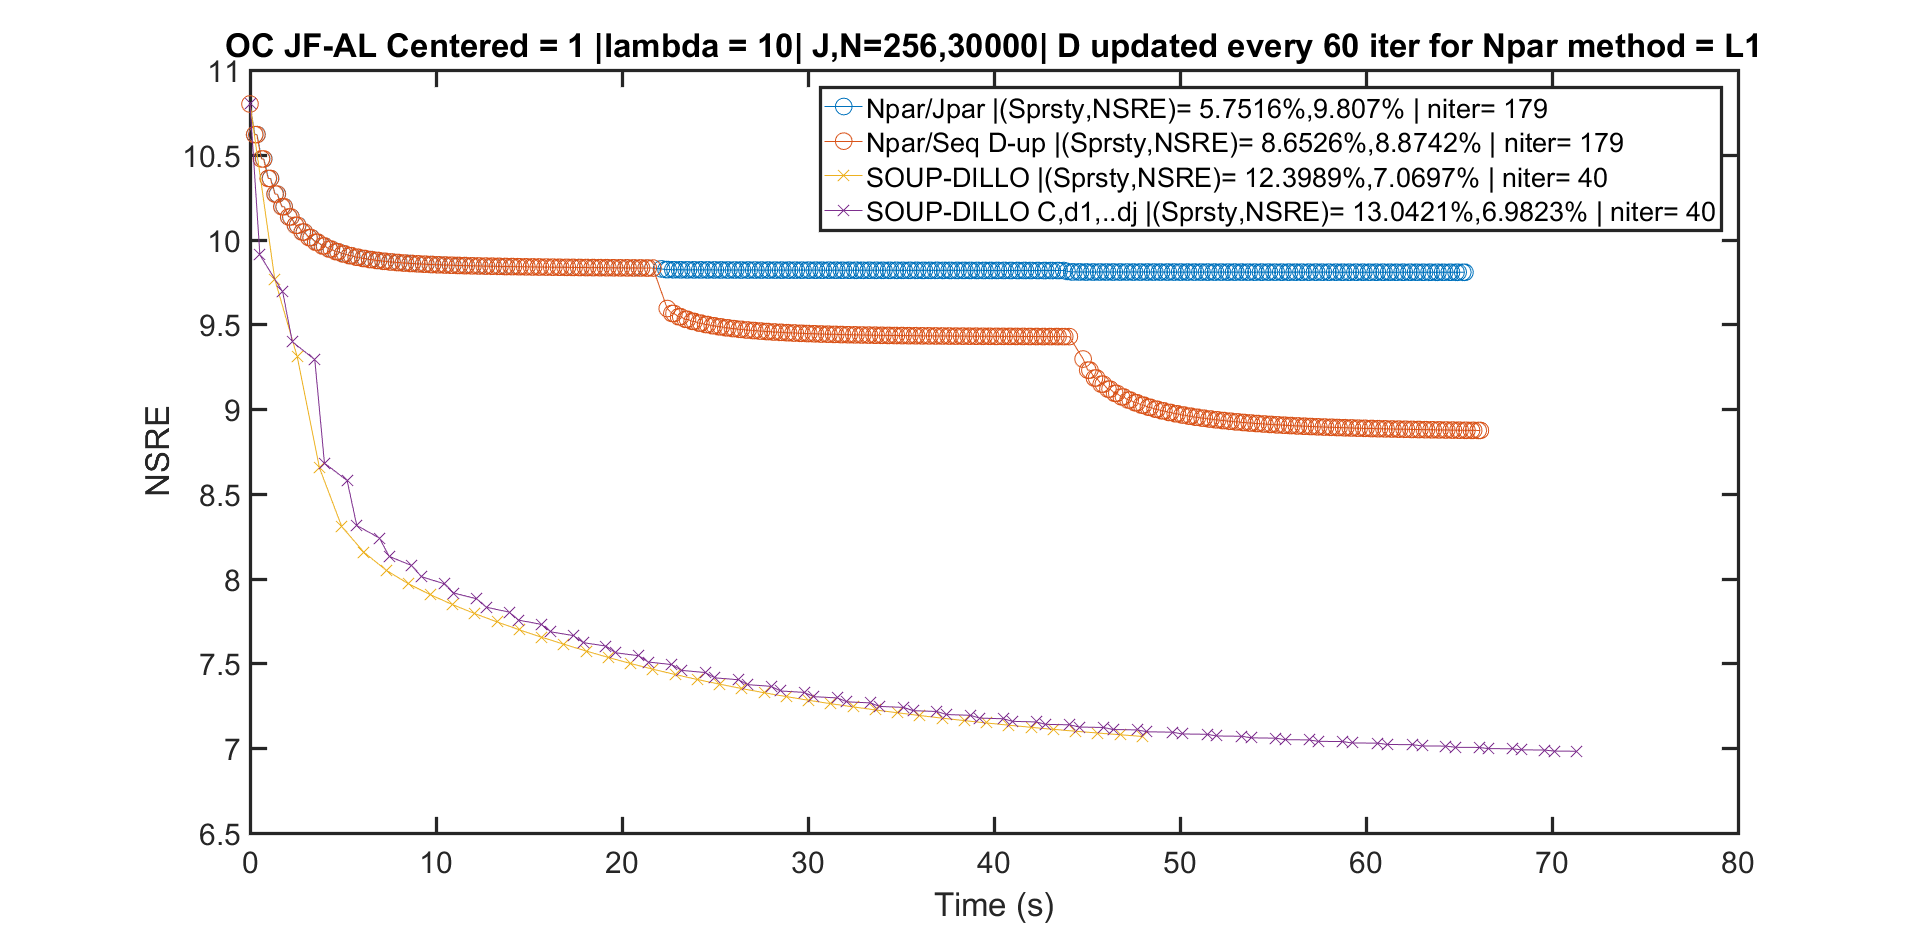 OC JF-AL Centered = 1 |lambda = 10| J,N=256,30000| D updated every 60 iter for Npar method = L1
Npar/Jpar |(Sprsty,NSRE)= 5.7516%,9.807% | niter= 179
Npar/Seq D-up |(Sprsty,NSRE)= 8.6526%,8.8742% | niter= 179
SOUP-DILLO |(Sprsty,NSRE)= 12.3989%,7.0697% | niter= 40
SOUP-DILLO C,d1,..dj |(Sprsty,NSRE)= 13.0421%,6.9823% | niter= 40
11
10.5
10
9.5
9
8.5
8
7.5
7
6.5
NSRE
0 10 20 30 40 50 60 70 80
Time (s)